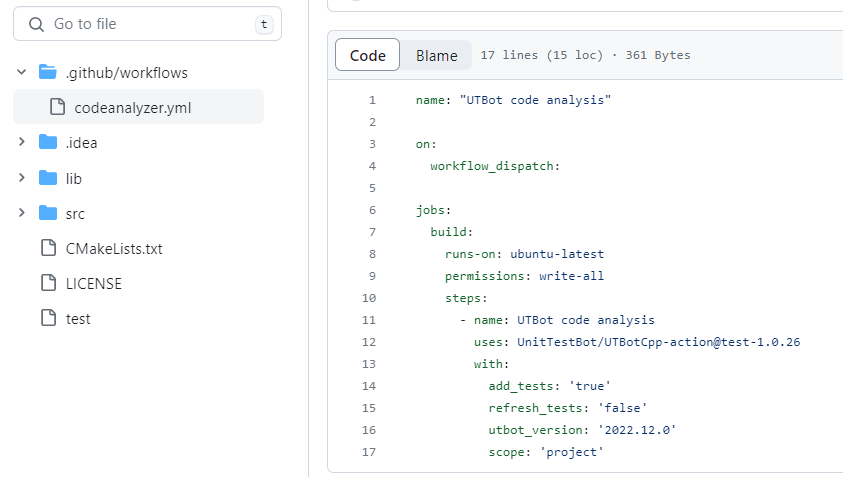 Go to file
t
.github/workflows
codeanalyzer.yml
.idea
lib
src
CMakeLists.txt
LICENSE
test
Code Blame 17 lines (15 loc) · 361 Bytes
1 name: "UTBot code analysis"
2
3 on:
4   workflow_dispatch:
5
6 jobs:
7   build:
8     runs-on: ubuntu-latest
9     permissions: write-all
10     steps:
11       - name: UTBot code analysis
12         uses: UnitTestBot/UTBotCpp-action@test-1.0.26
13         with:
14           add_tests: 'true'
15           refresh_tests: 'false'
16           utbot_version: '2022.12.0'
17           scope: 'project'